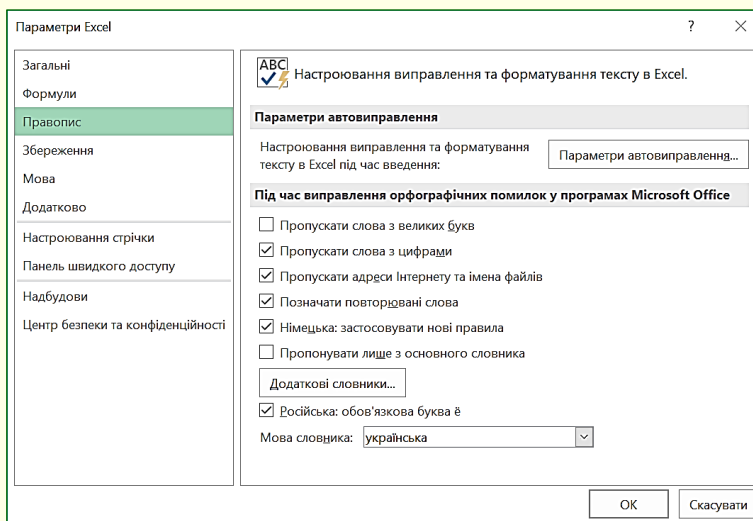 Параметри Excel
?
Загальні
Формули
Правопис
Збереження
Мова
Додатково
Настроювання стрічки
Панель швидкого доступу
Надбудови
Центр безпеки та конфіденційності
ABC
Настроювання виправлення та форматування тексту в Excel.
Параметри автовиправлення
Настроювання виправлення та форматування
тексту в Excel під час введення:
Параметри автовиправлення...
Під час виправлення орфографічних помилок у програмах Microsoft Office
Пропускати слова з великих букв
Пропускати слова з цифрами
Пропускати адреси Інтернету та імена файлів
Позначати повторювані слова
Німецька: застосовувати нові правила
Пропонувати лише з основного словника
Додаткові словники...
Російська: обов'язкова буква ё
Мова словника: українська
ОК
Скасувати